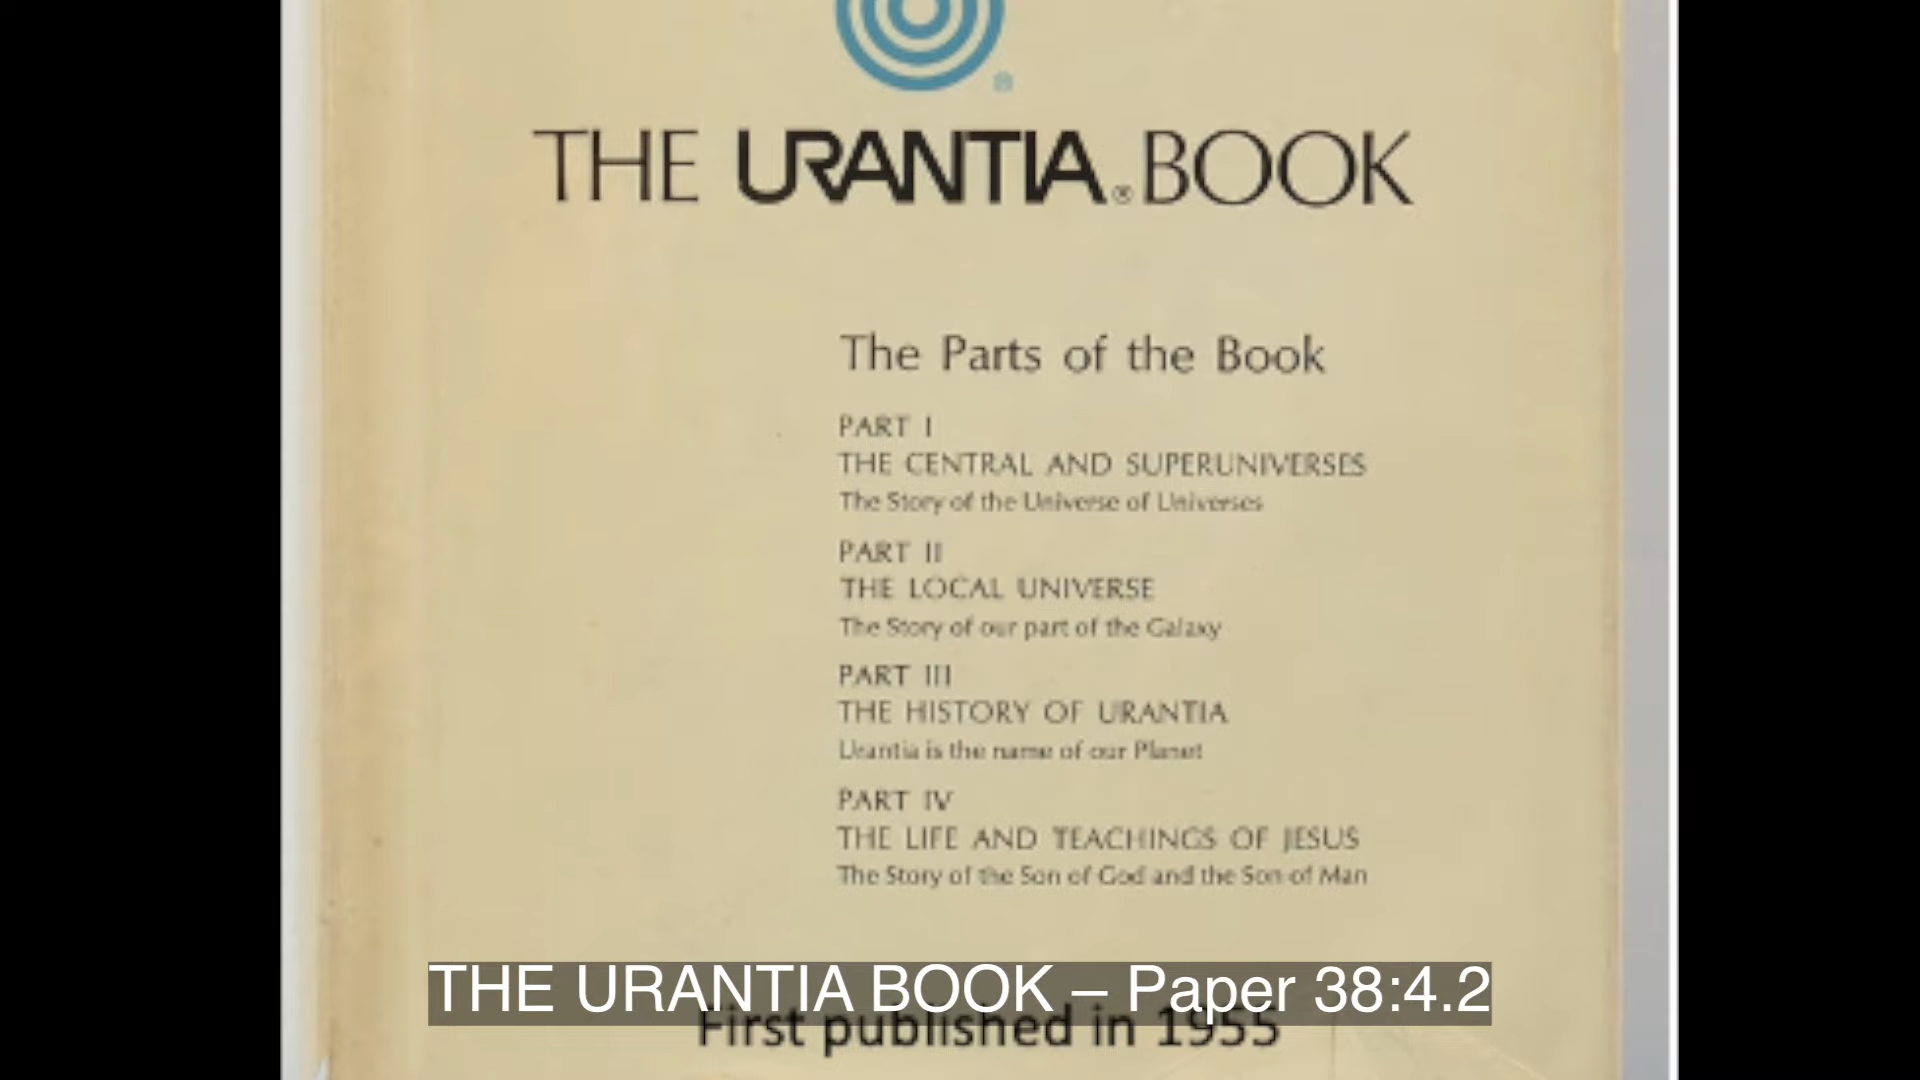 ®
THE URANTIA® BOOK
The Parts of the Book
PART I
THE CENTRAL AND SUPERUNIVERSES
The Story of the Universe of Universes
PART II
THE LOCAL UNIVERSE
The Story of our part of the Galaxy
PART III
THE HISTORY OF URANTIA
Urantia is the name of our Planet
PART IV
THE LIFE AND TEACHINGS OF JESUS
The Story of the Son of God and the Son of Man
THE URANTIA BOOK – Paper 38:4.2
First published in 1955